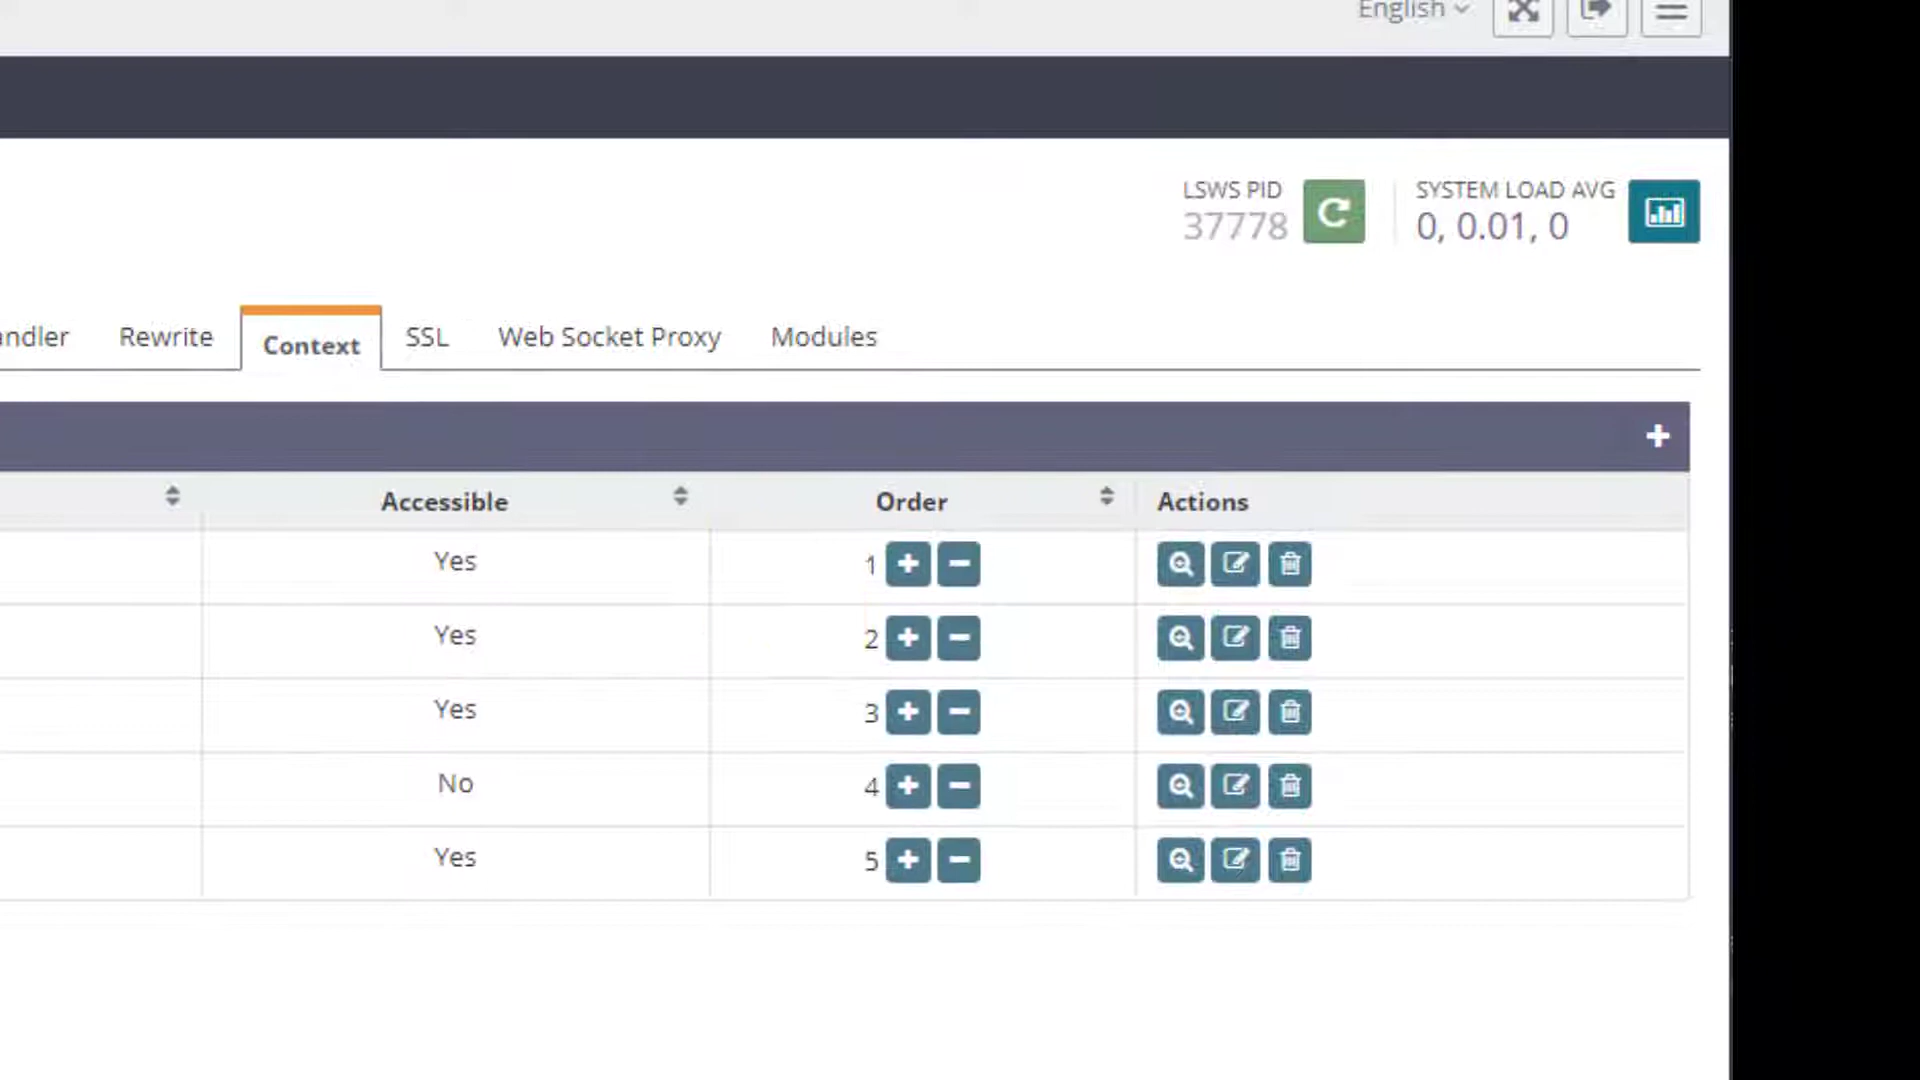 English
LSWS PID
37778
SYSTEM LOAD AVG
0, 0.01, 0
andler Rewrite Context SSL Web Socket Proxy Modules
Accessible Order Actions
Yes 1
Yes 2
Yes 3
No 4
Yes 5